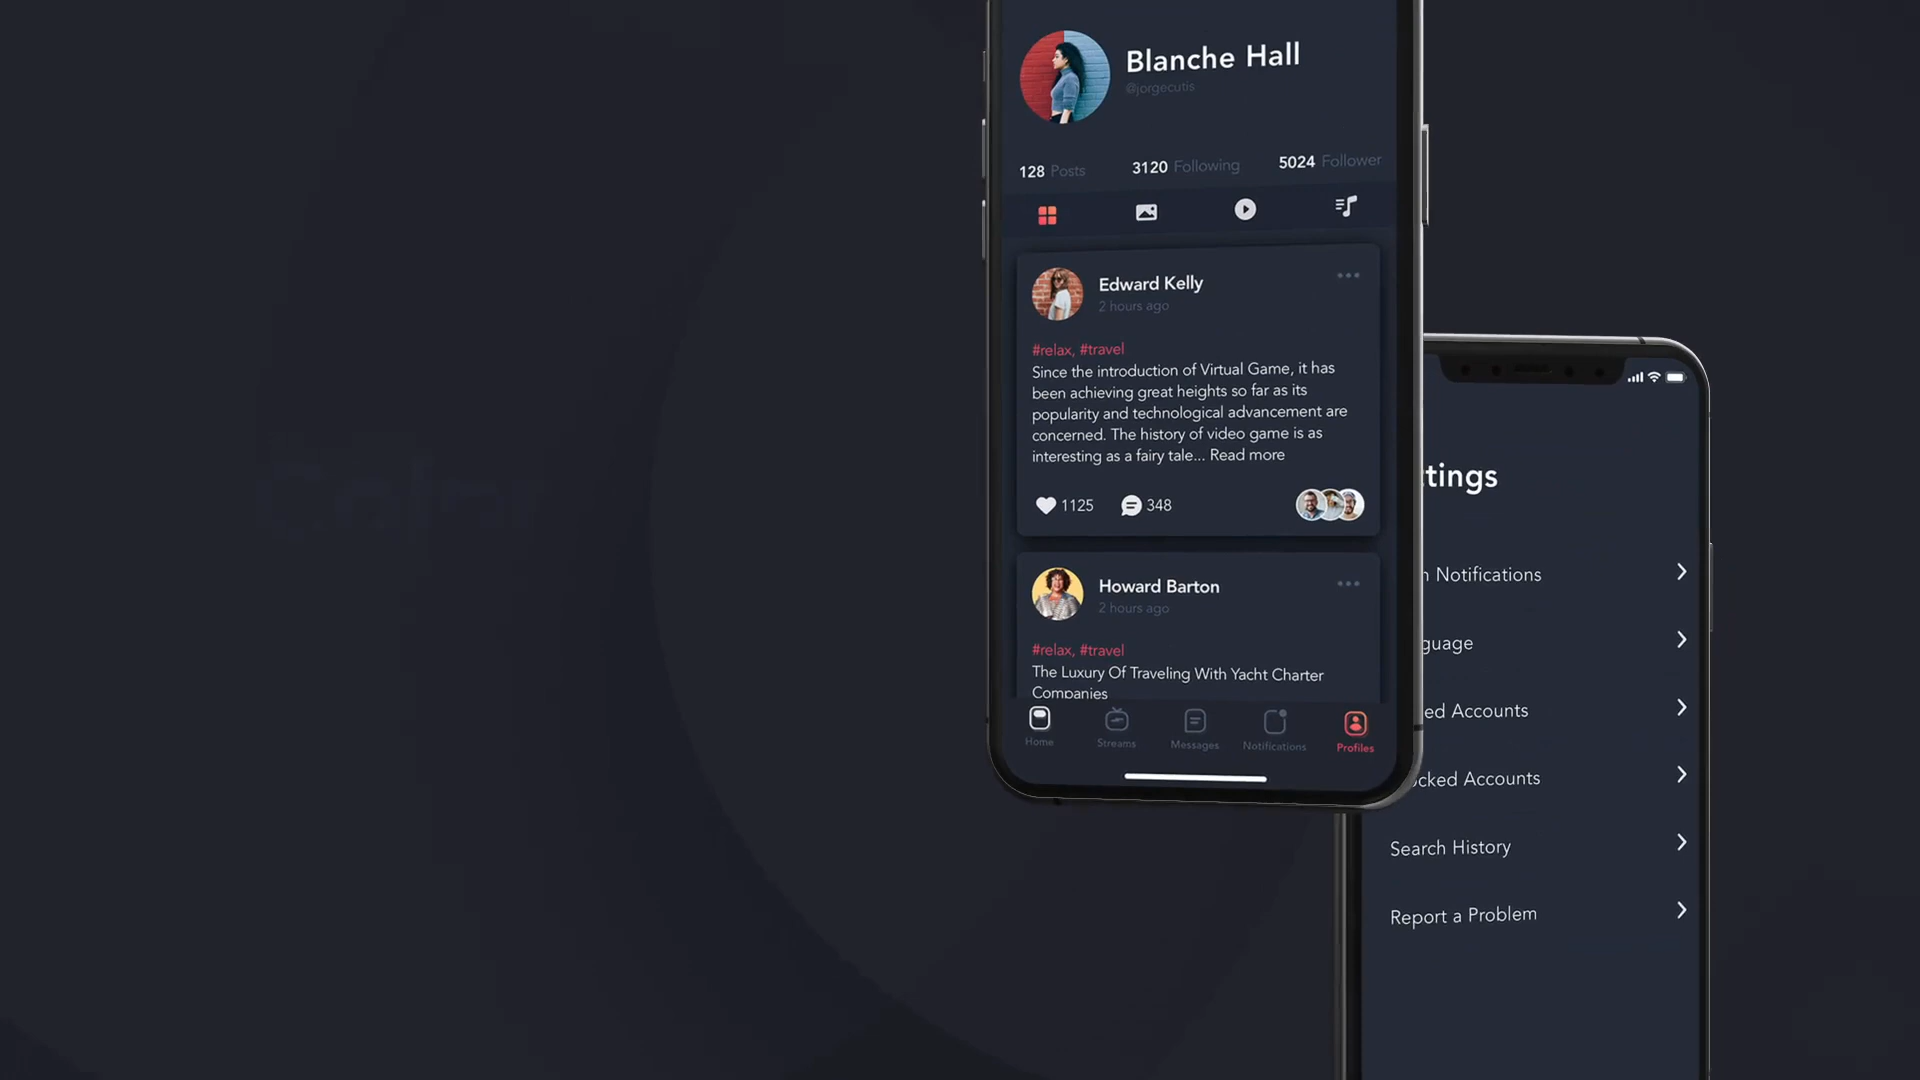 Blanche Hall
@jorgecutis
128 Posts
3120 Following
5024 Follower
Edward Kelly
2 hours ago
#relax, #travel
Since the introduction of Virtual Game, it has
been achieving great heights so far as its
popularity and technological advancement are
concerned. The history of video game is as
interesting as a fairy tale... Read more
1125
348
Howard Barton
2 hours ago
#relax, #travel
The Luxury Of Traveling With Yacht Charter
Companies
Home
Streams
Messages
Notifications
Profiles
ttings
n Notifications
guage
ed Accounts
ocked Accounts
Search History
Report a Problem